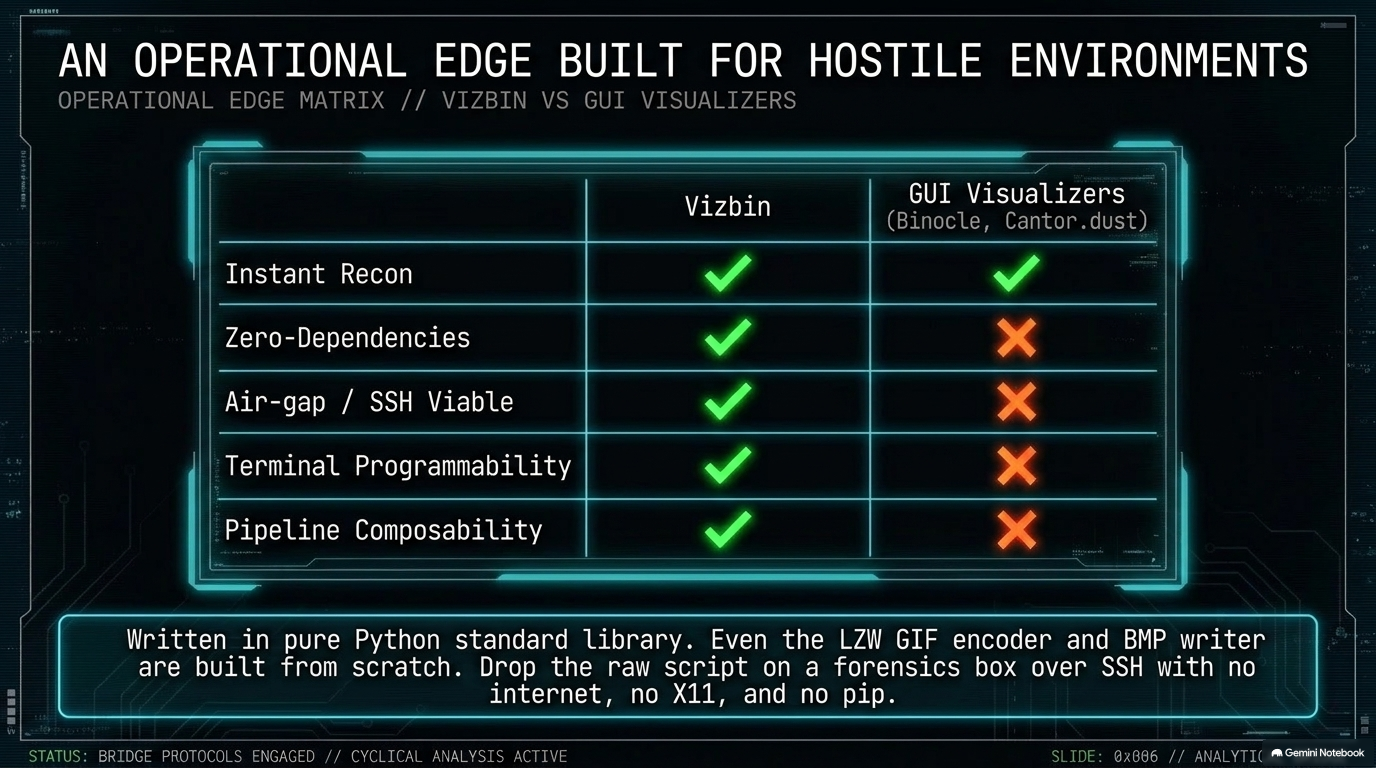 AN OPERATIONAL EDGE BUILT FOR HOSTILE ENVIRONMENTS
OPERATIONAL EDGE MATRIX // VIZBIN VS GUI VISUALIZERS
Vizbin
GUI Visualizers
(Binocle, Cantor.dust)
Instant Recon
Zero-Dependencies
Air-gap / SSH Viable
Terminal Programmability
Pipeline Composability
Written in pure Python standard library. Even the LZW GIF encoder and BMP writer
are built from scratch. Drop the raw script on a forensics box over SSH with no
internet, no X11, and no pip.
STATUS: BRIDGE PROTOCOLS ENGAGED // CYCLICAL ANALYSIS ACTIVE
SLIDE: 0x006 // ANALYTIC
Gemini Notebook